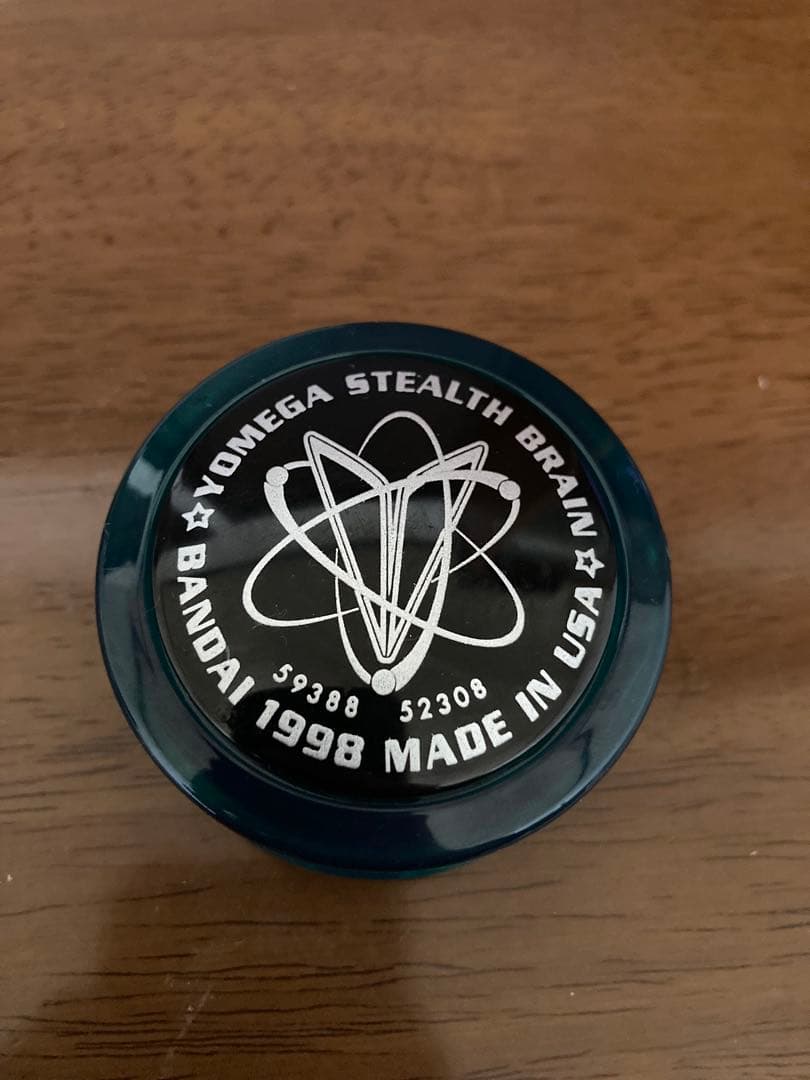 ☆YOMEGA STEALTH BRAIN☆
BANDAI 1998 MADE IN USA
59388 52308